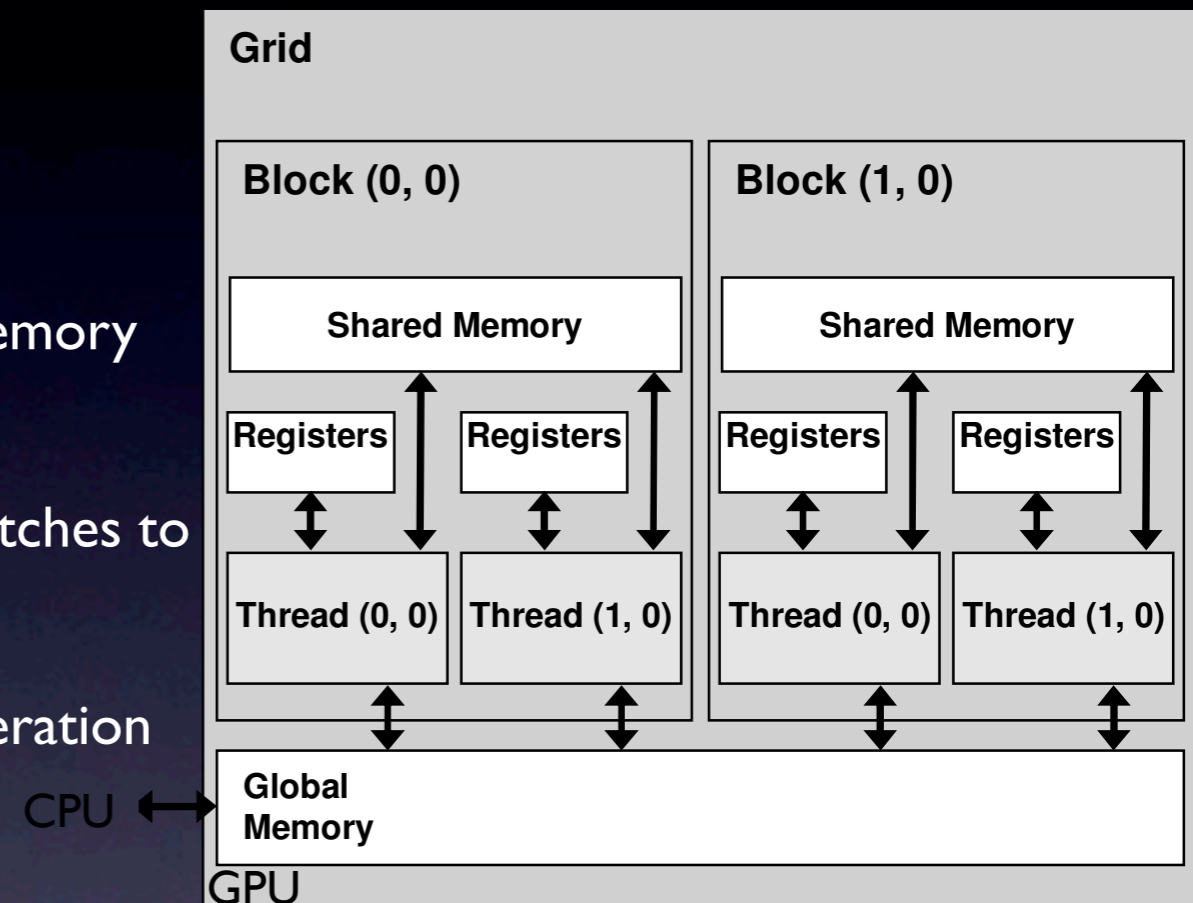 Grid
Block (0, 0)
Block (1, 0)
Shared Memory
Shared Memory
emory
Registers
Registers
Registers
Registers
tches to
Thread (0, 0)
Thread (1, 0)
Thread (0, 0)
Thread (1, 0)
eration
CPU
Global
Memory
GPU